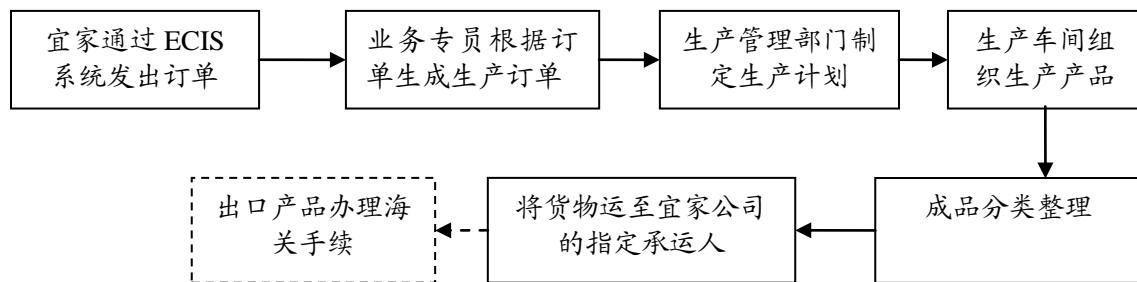 宜家通过 ECIS
系统发出订单
业务专员根据订
单生成生产订单
生产管理部门制
定生产计划
生产车间组
织生产产品
成品分类整理
将货物运至宜家公司
的指定承运人
出口产品办理海
关手续